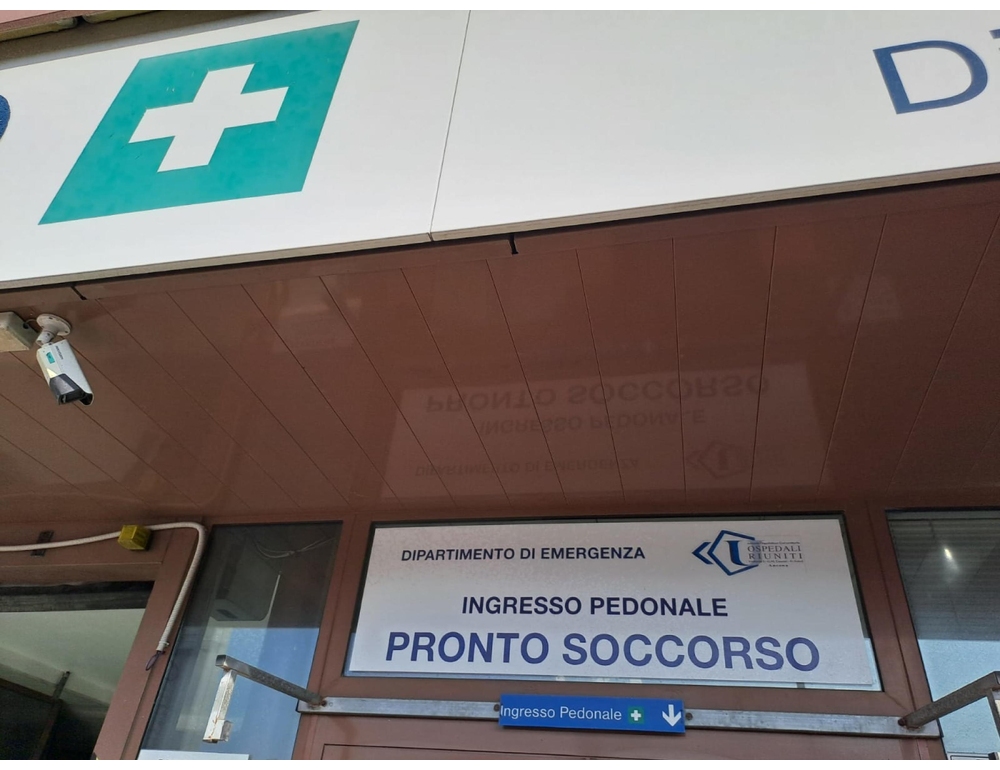 DIPARTIMENTO DI EMERGENZA
OSPEDALI
RIUNITI
INGRESSO PEDONALE
PRONTO SOCCORSO
Ingresso Pedonale